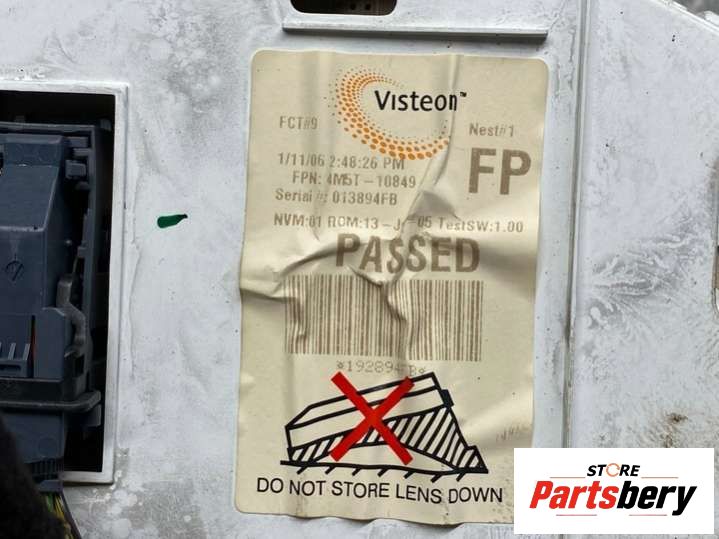 Visteon™
FCT#9
Nest#1
1/11/06 2:48:26 PM
FP
FPN: 4M5T-10849
Serial #: 013894FB
NVM:01 ROM:13-J 05 TestSW:1.00
PASSED
DO NOT STORE LENS DOWN
STORE
Partsbery